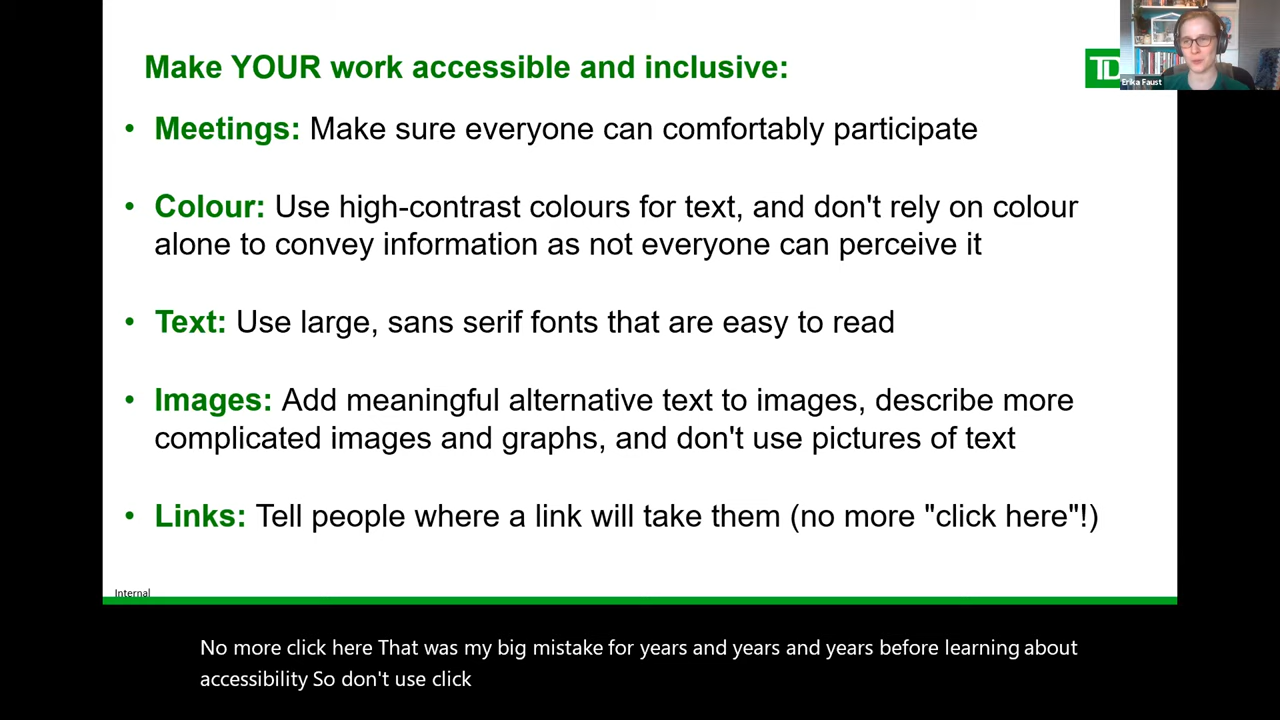 Make YOUR work accessible and inclusive:
TD
Erika Faust
• Meetings: Make sure everyone can comfortably participate
• Colour: Use high-contrast colours for text, and don't rely on colour
alone to convey information as not everyone can perceive it
• Text: Use large, sans serif fonts that are easy to read
• Images: Add meaningful alternative text to images, describe more
complicated images and graphs, and don't use pictures of text
• Links: Tell people where a link will take them (no more "click here"!)
Internal
No more click here That was my big mistake for years and years and years before learning about
accessibility So don't use click